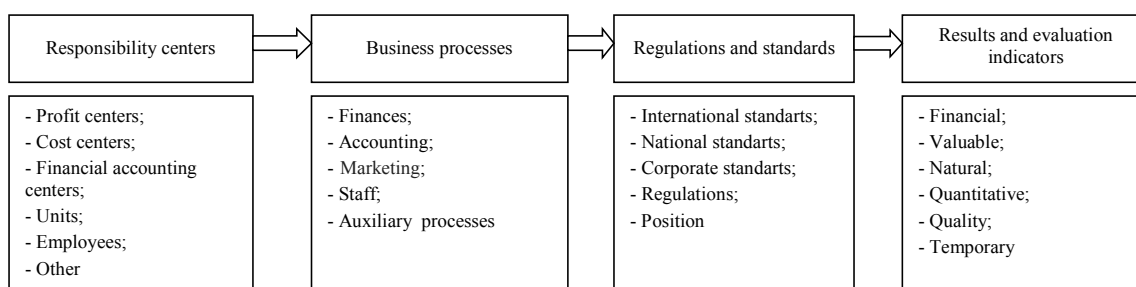 Responsibility centers
Business processes
Regulations and standards
Results and evaluation
indicators
- Profit centers;
- Cost centers;
- Financial accounting
centers;
- Units;
- Employees;
- Other
- Finances;
- Accounting;
- Marketing;
- Staff;
- Auxiliary processes
- International standarts;
- National standarts;
- Corporate standarts;
- Regulations;
- Position
- Financial;
- Valuable;
- Natural;
- Quantitative;
- Quality;
- Temporary